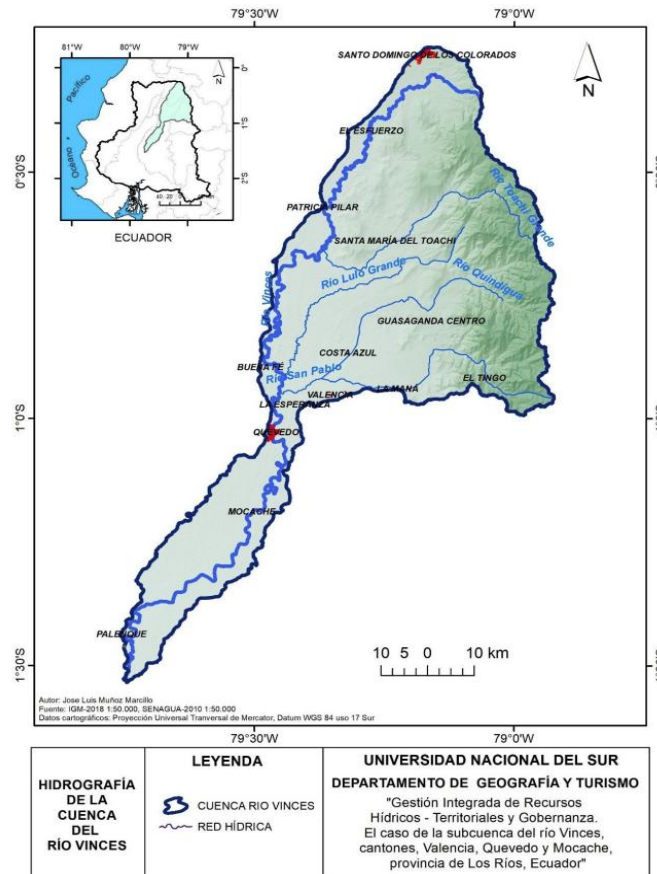 79°30'W 79°0'W
81°W 80°W 79°W
0°
1°S
2°S
Océano Pacífico
N
40 20 0
ECUADOR
N
SANTO DOMINGO DE LOS COLORADOS
EL ESFUERZO
0°30'S
PATRICIA PILAR
Río Toachi Grande
SANTA MARÍA DEL TOACHI
Río Lulo Grande
Río Quindigua
Río Vinces
GUASAGANDA CENTRO
COSTA AZUL
BUENA FÉ
Río San Pablo
EL TINGO
LA MANÁ
VALENCIA
LA ESPERANZA
1°0'S
QUEVEDO
MOCACHE
PALENQUE
1°30'S
10 5 0 10 km
Autor: Jose Luis Muñoz Marcillo
Fuente: IGM-2018 1:50.000, SENAGUA-2010 1:50.000
Datos cartográficos: Proyección Universal Tranversal de Mercator, Datum WGS 84 uso 17 Sur
79°30'W 79°0'W
HIDROGRAFÍA
DE LA
CUENCA
DEL
RÍO VINCES
LEYENDA
CUENCA RIO VINCES
RED HÍDRICA
UNIVERSIDAD NACIONAL DEL SUR
DEPARTAMENTO DE GEOGRAFÍA Y TURISMO
"Gestión Integrada de Recursos
Hídricos - Territoriales y Gobernanza.
El caso de la subcuenca del río Vinces,
cantones, Valencia, Quevedo y Mocache,
provincia de Los Ríos, Ecuador"